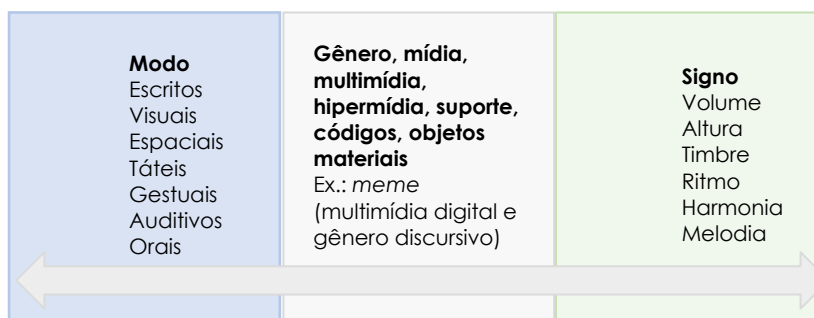 Modo
Escritos
Visuais
Espaciais
Táteis
Gestuais
Auditivos
Orais
Gênero, mídia,
multimídia,
hipermídia, suporte,
códigos, objetos
materiais
Ex.: meme
(multimídia digital e
gênero discursivo)
Signo
Volume
Altura
Timbre
Ritmo
Harmonia
Melodia